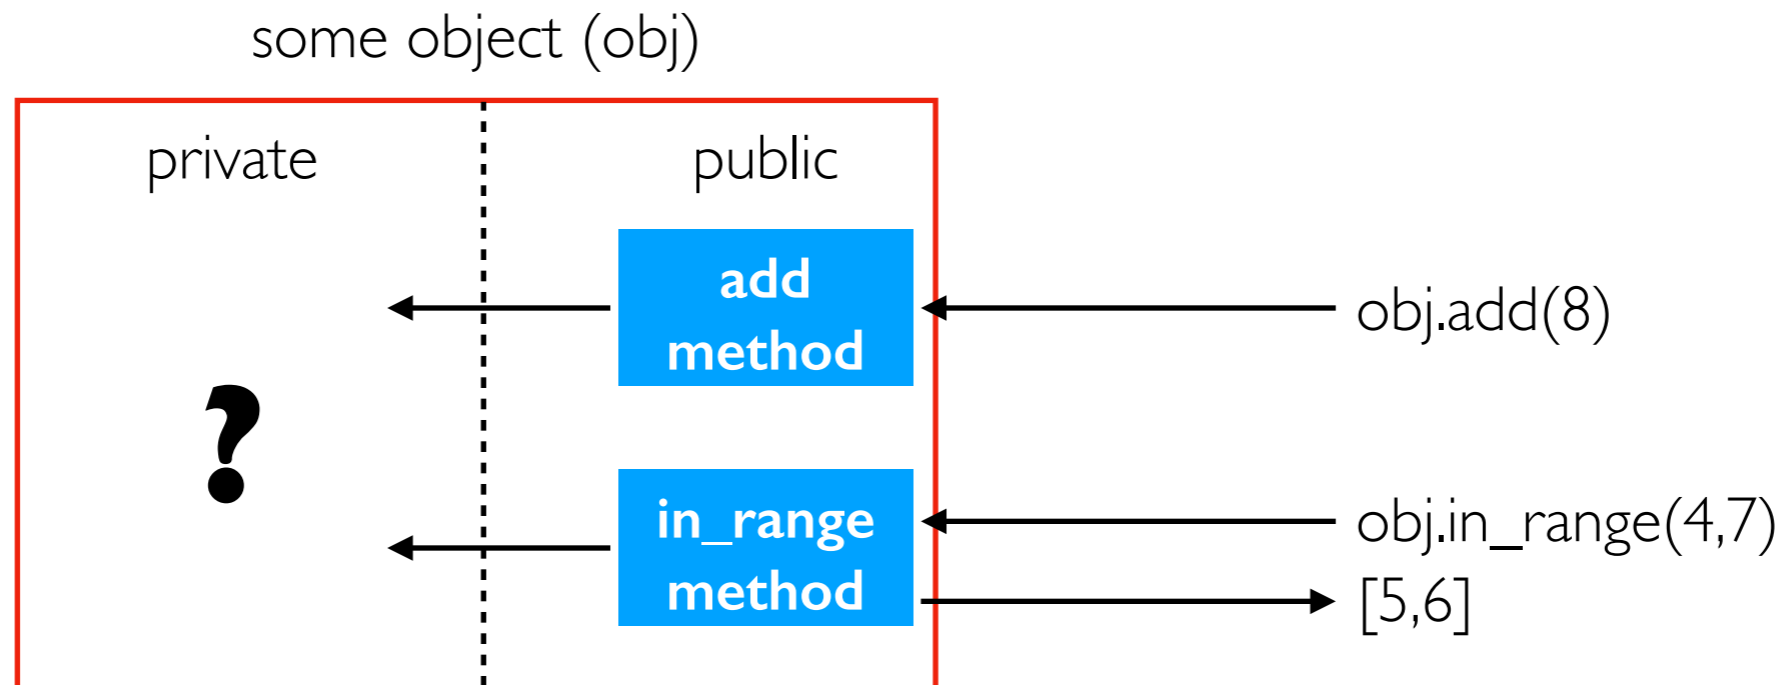 some object (obj)
private
public
add
method
obj.add(8)
?
in_range
method
obj.in_range(4,7)
[5,6]